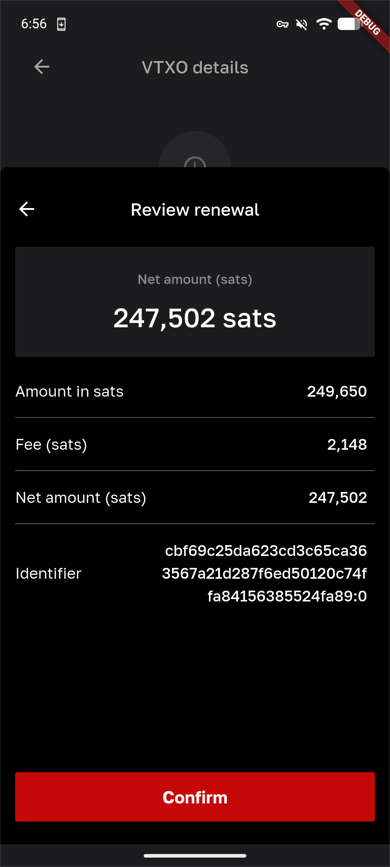 6:56
DEBUG
VTXO details
Review renewal
Net amount (sats)
247,502 sats
Amount in sats 249,650
Fee (sats) 2,148
Net amount (sats) 247,502
Identifier cbf69c25da623cd3c65ca36
3567a21d287f6ed50120c74f
fa84156385524fa89:0
Confirm